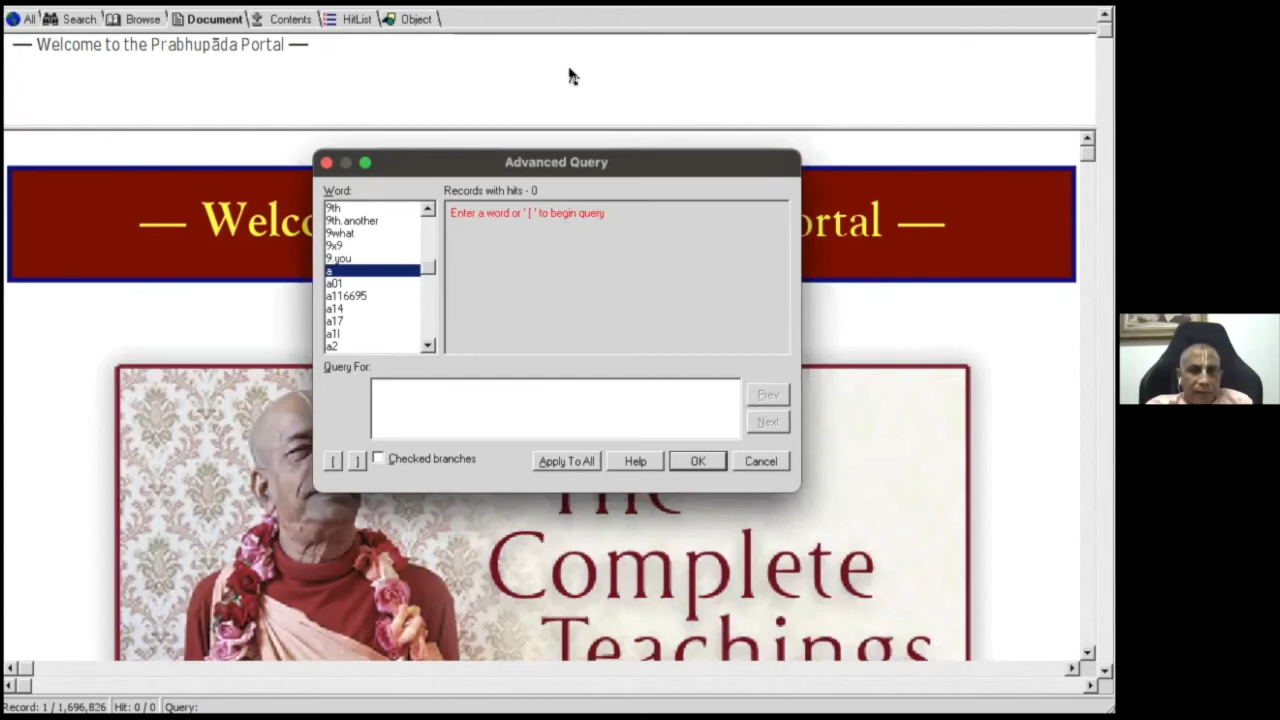 All Search Browse Document Contents HitList Object
— Welcome to the Prabhupāda Portal —
Advanced Query
— Welc
ortal —
Word:
Records with hits - 0
9th
9th.another
9what
9x9
9.you
a
a01
a116695
a14
a17
a1l
a2
Enter a word or ' [ ' to begin query
Query For:
Prev
Next
[ ] Checked branches Apply To All Help OK Cancel
The
Complete
Teachings
Record: 1 / 1,696,826 Hit: 0 / 0 Query: